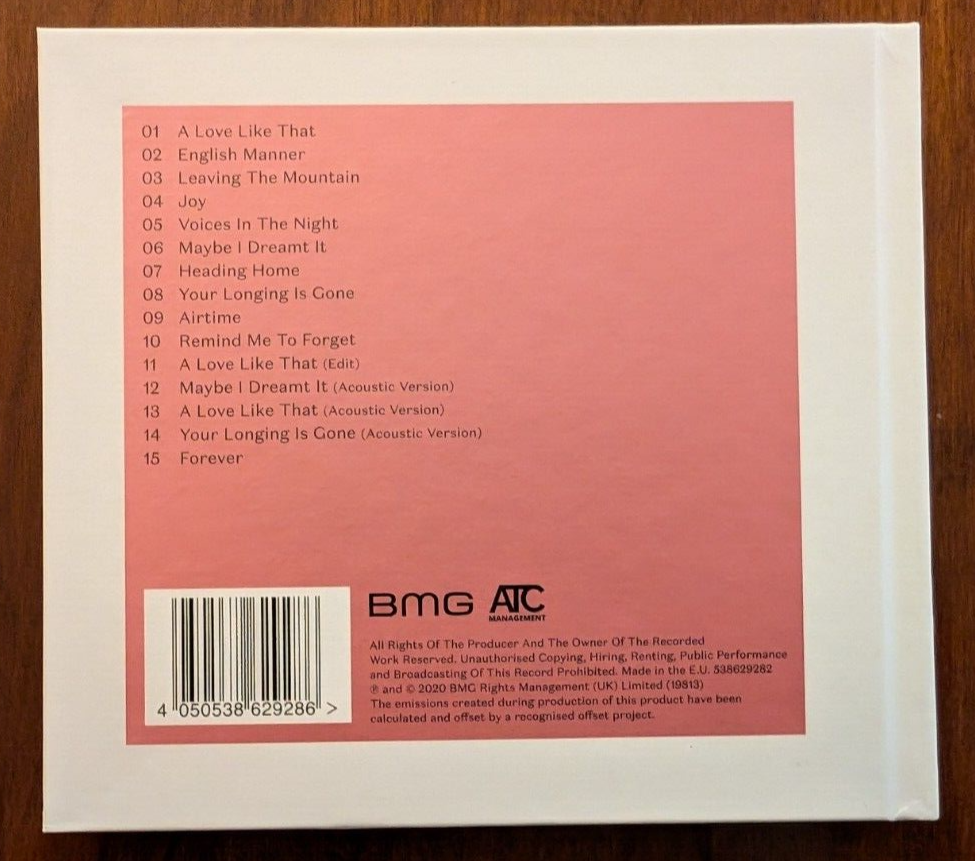 01 A Love Like That
02 English Manner
03 Leaving The Mountain
04 Joy
05 Voices In The Night
06 Maybe I Dreamt It
07 Heading Home
08 Your Longing Is Gone
09 Airtime
10 Remind Me To Forget
11 A Love Like That (Edit)
12 Maybe I Dreamt It (Acoustic Version)
13 A Love Like That (Acoustic Version)
14 Your Longing Is Gone (Acoustic Version)
15 Forever
BMG ATC
MANAGEMENT
All Rights Of The Producer And The Owner Of The Recorded
Work Reserved. Unauthorised Copying, Hiring, Renting, Public Performance
and Broadcasting Of This Record Prohibited. Made in the E.U. 538629282
℗ and © 2020 BMG Rights Management (UK) Limited (19813)
The emissions created during production of this product have been
calculated and offset by a recognised offset project.
4 050538 629286 >